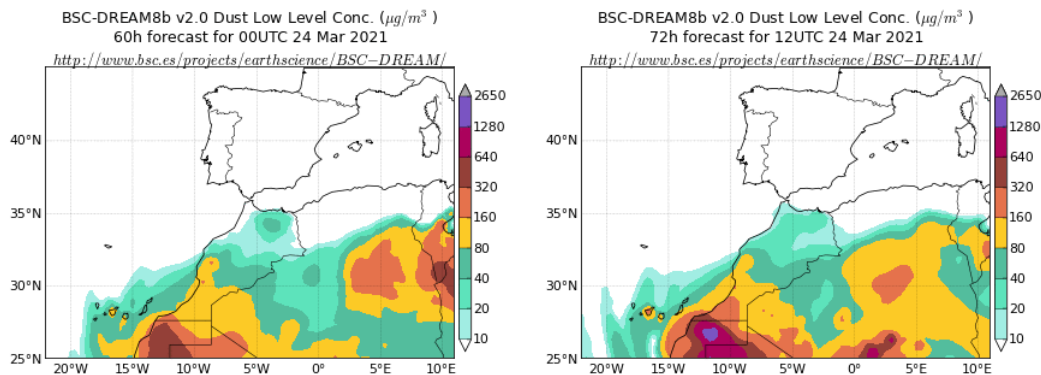 BSC-DREAM8b v2.0 Dust Low Level Conc. (μg/m³ )
60h forecast for 00UTC 24 Mar 2021
http://www.bsc.es/projects/earthscience/BSC−DREAM/
40°N
35°N
30°N
25°N
20°W
15°W
10°W
5°W
0°
5°E
10°E
2650
1280
640
320
160
80
40
20
10
BSC-DREAM8b v2.0 Dust Low Level Conc. (μg/m³ )
72h forecast for 12UTC 24 Mar 2021
http://www.bsc.es/projects/earthscience/BSC−DREAM/
40°N
35°N
30°N
25°N
20°W
15°W
10°W
5°W
0°
5°E
10°E
2650
1280
640
320
160
80
40
20
10